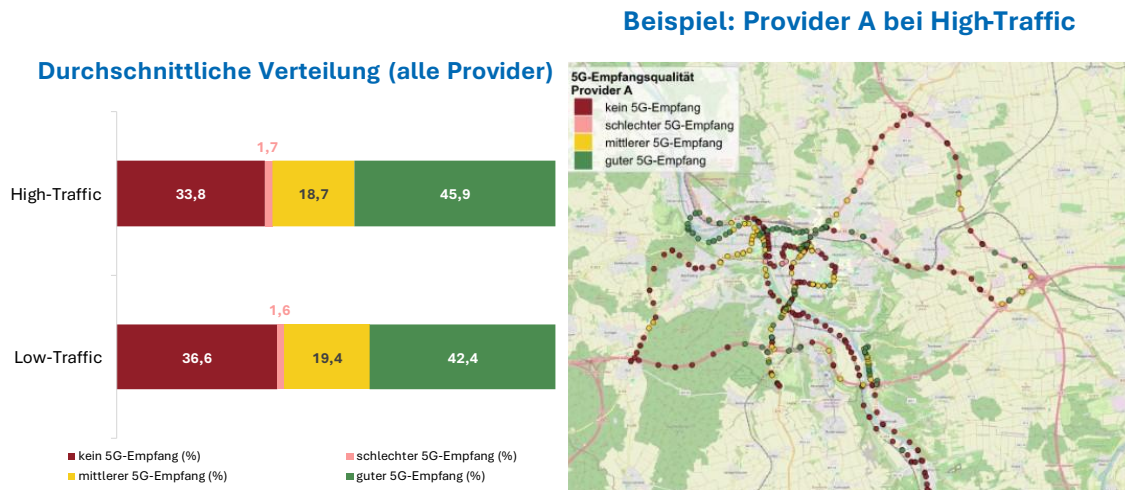 Beispiel: Provider A bei High-Traffic
Durchschnittliche Verteilung (alle Provider)
1,7
High-Traffic
33,8
18,7
45,9
1,6
Low-Traffic
36,6
19,4
42,4
kein 5G-Empfang (%)
schlechter 5G-Empfang (%)
mittlerer 5G-Empfang (%)
guter 5G-Empfang (%)
5G-Empfangsqualität
Provider A
kein 5G-Empfang
schlechter 5G-Empfang
mittlerer 5G-Empfang
guter 5G-Empfang